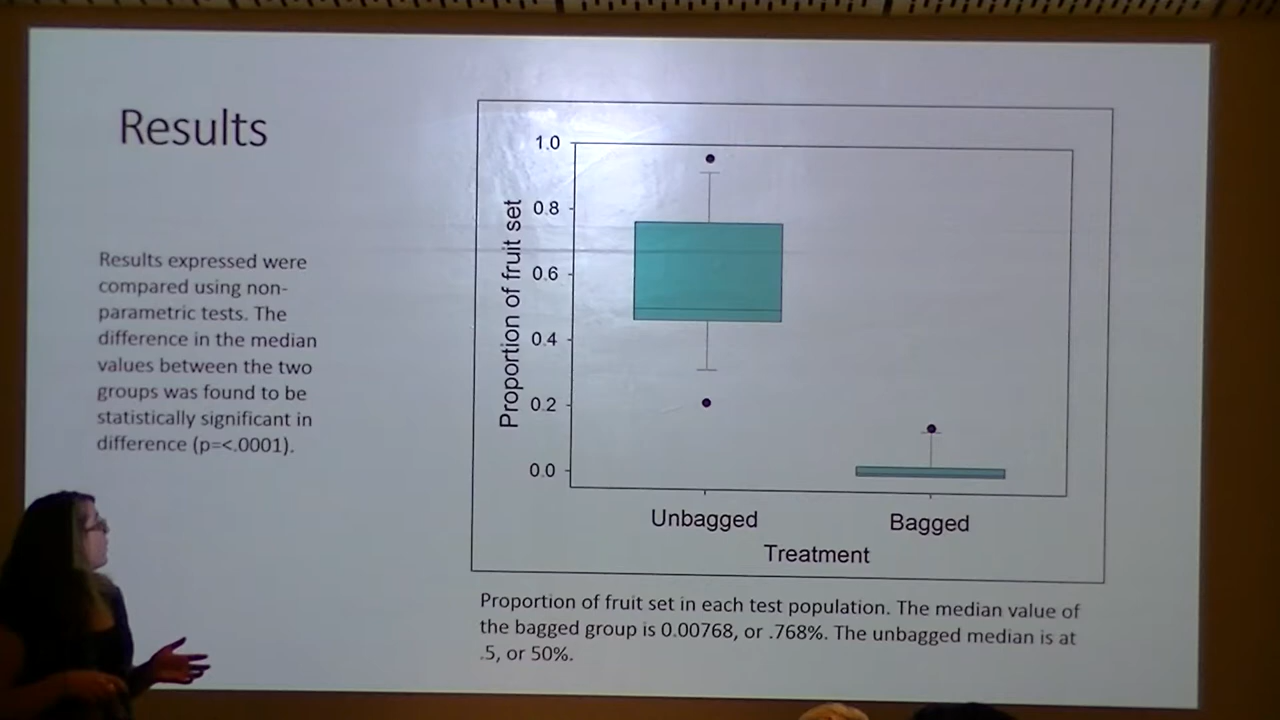 Results
Results expressed were
compared using non-
parametric tests. The
difference in the median
values between the two
groups was found to be
statistically significant in
difference (p=<.0001).
Proportion of fruit set
1.0
0.8
0.6
0.4
0.2
0.0
Unbagged
Bagged
Treatment
Proportion of fruit set in each test population. The median value of
the bagged group is 0.00768, or .768%. The unbagged median is at
.5, or 50%.